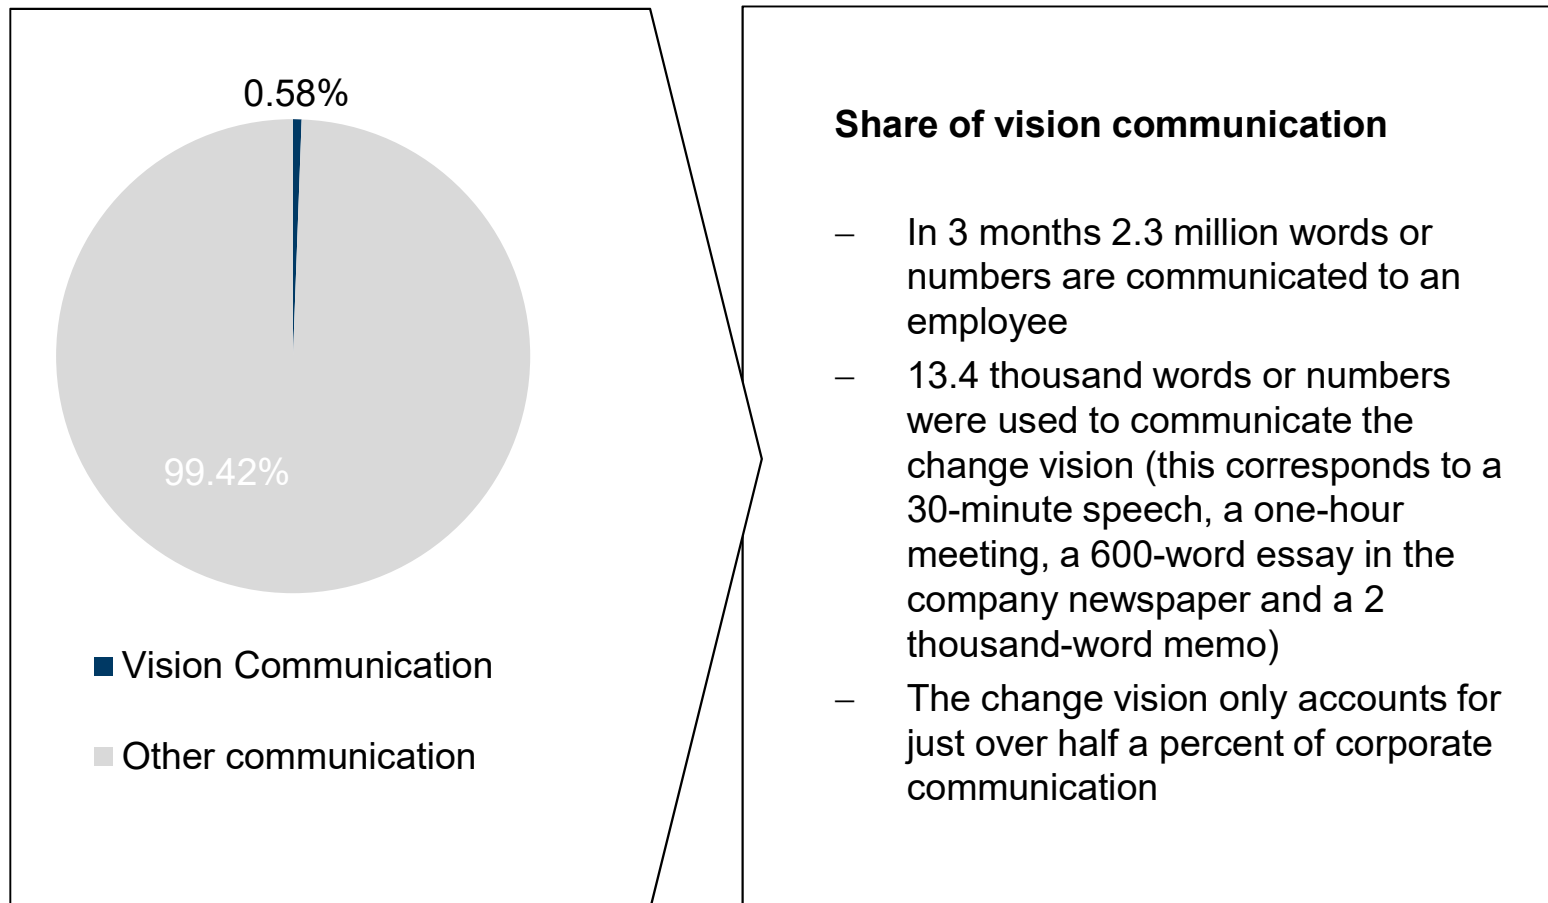 0.58%
99.42%
Vision Communication
Other communication
Share of vision communication
– In 3 months 2.3 million words or
numbers are communicated to an
employee
– 13.4 thousand words or numbers
were used to communicate the
change vision (this corresponds to a
30-minute speech, a one-hour
meeting, a 600-word essay in the
company newspaper and a 2
thousand-word memo)
– The change vision only accounts for
just over half a percent of corporate
communication